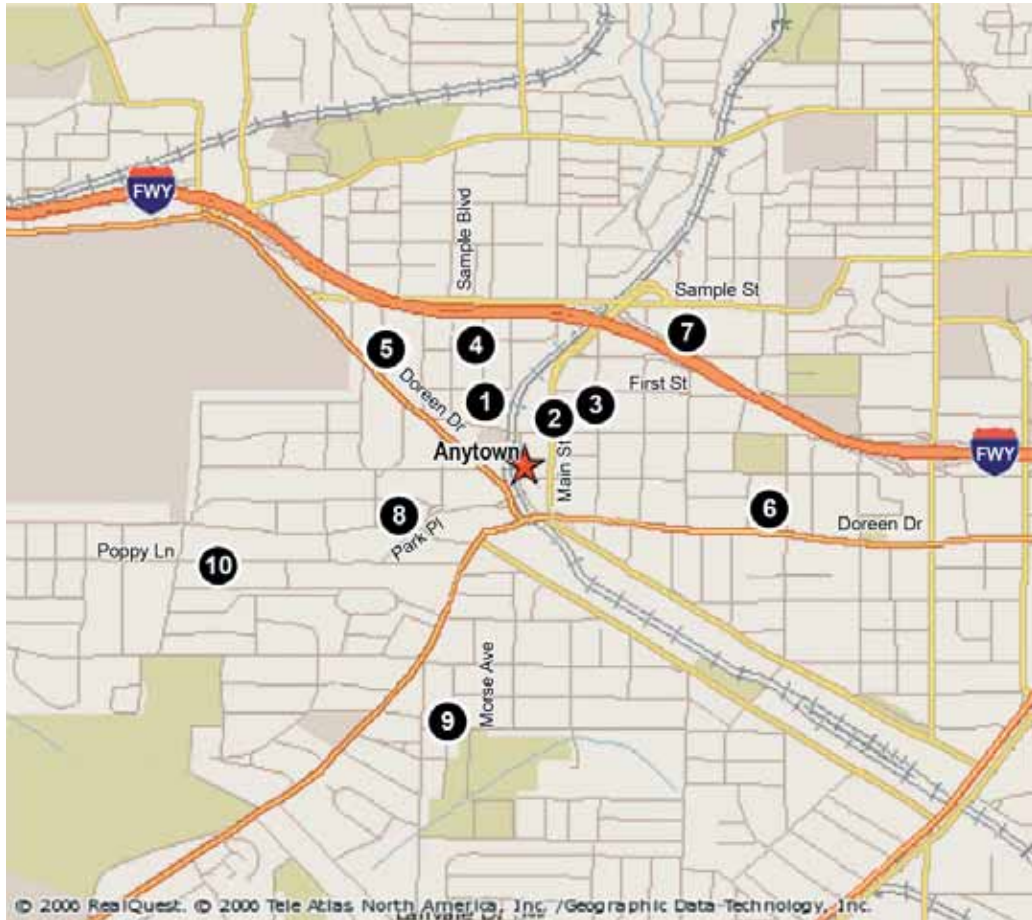 FWY
Sample Blvd
Sample St
7
5
4
First St
Doreen Dr
1
2
3
Anytown
Main St
6
8
Doreen Dr
Park Pl
Poppy Ln
10
FWY
Morse Ave
9
© 2006 RealQuest. © 2006 Tele Atlas North America, Inc. /Geographic Data Technology, Inc.